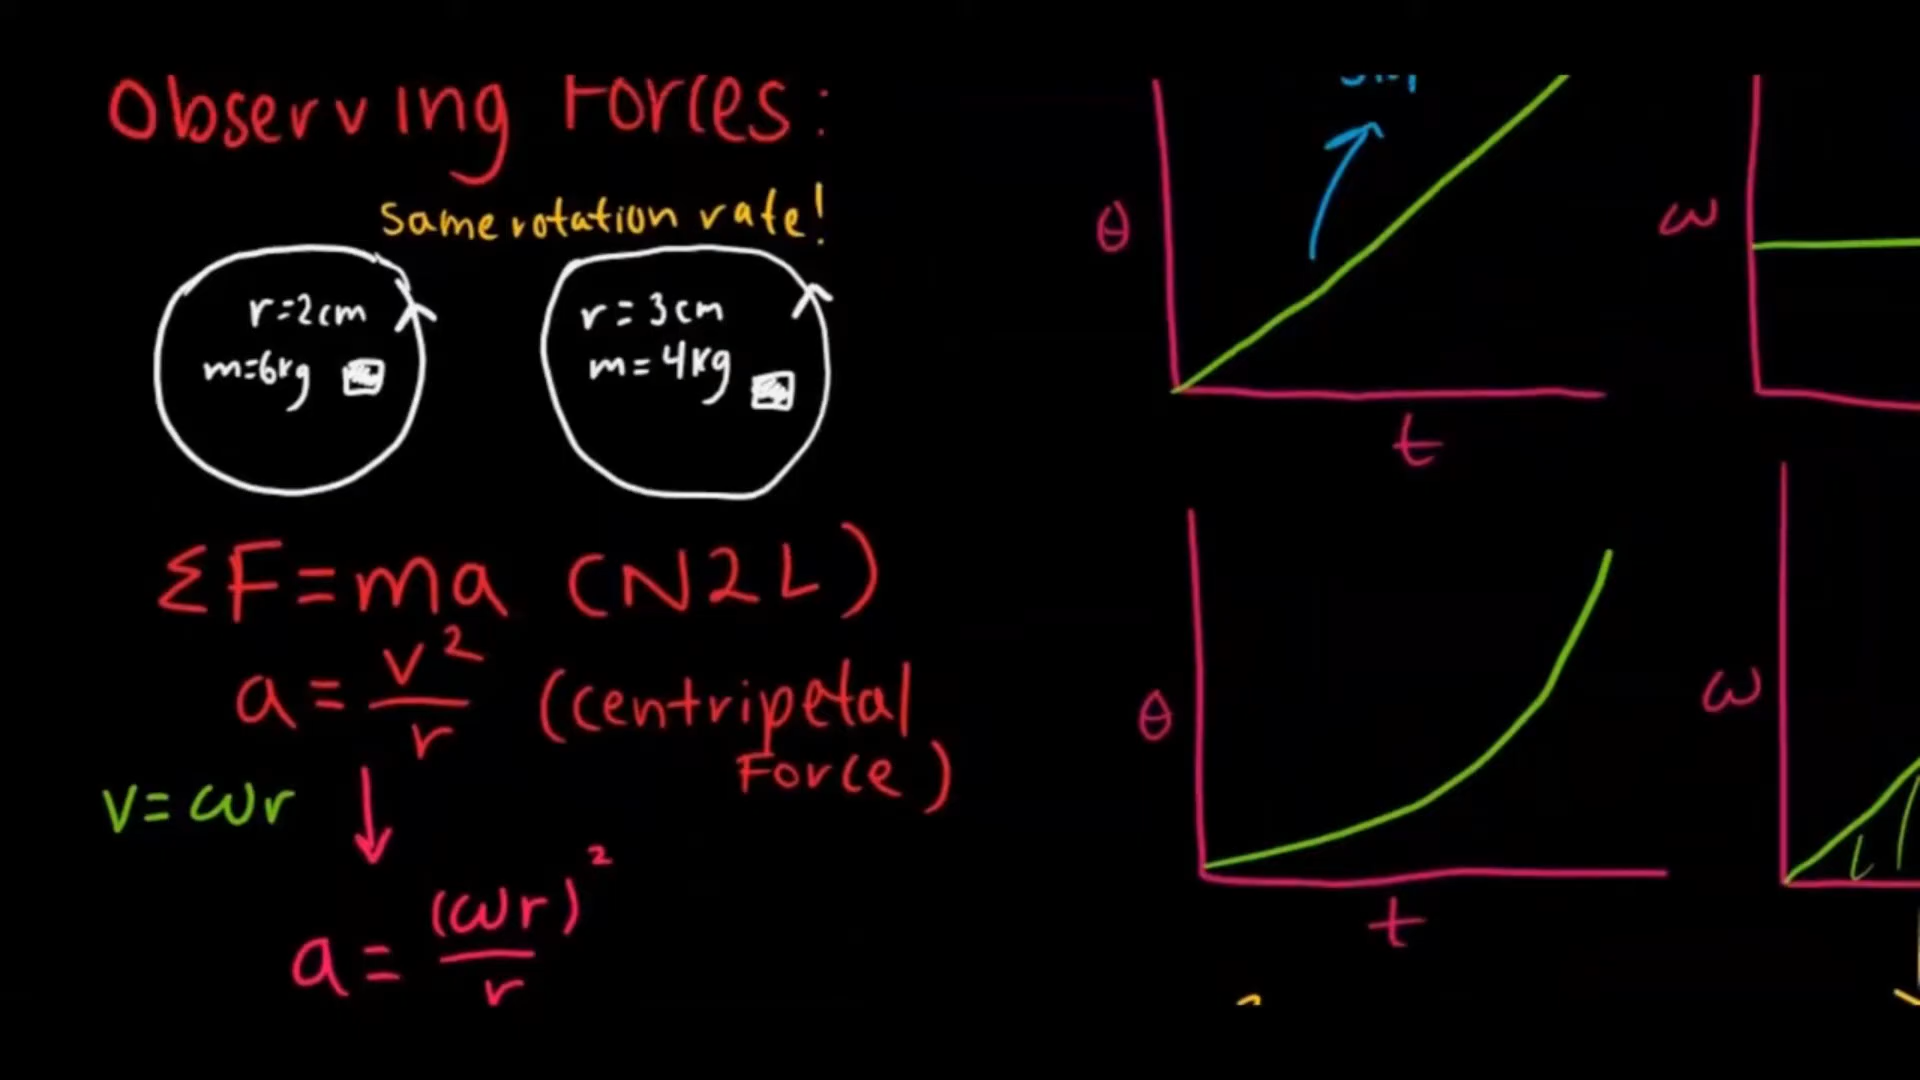 Observing Forces:
Same rotation rate!
r=2cm
m=6kg
r=3cm
m=4kg
ΣF=ma (N2L)
a=v²/r (centripetal
Force)
v=ωr
a=(ωr)²/r
θ
t
ω
θ
t
ω